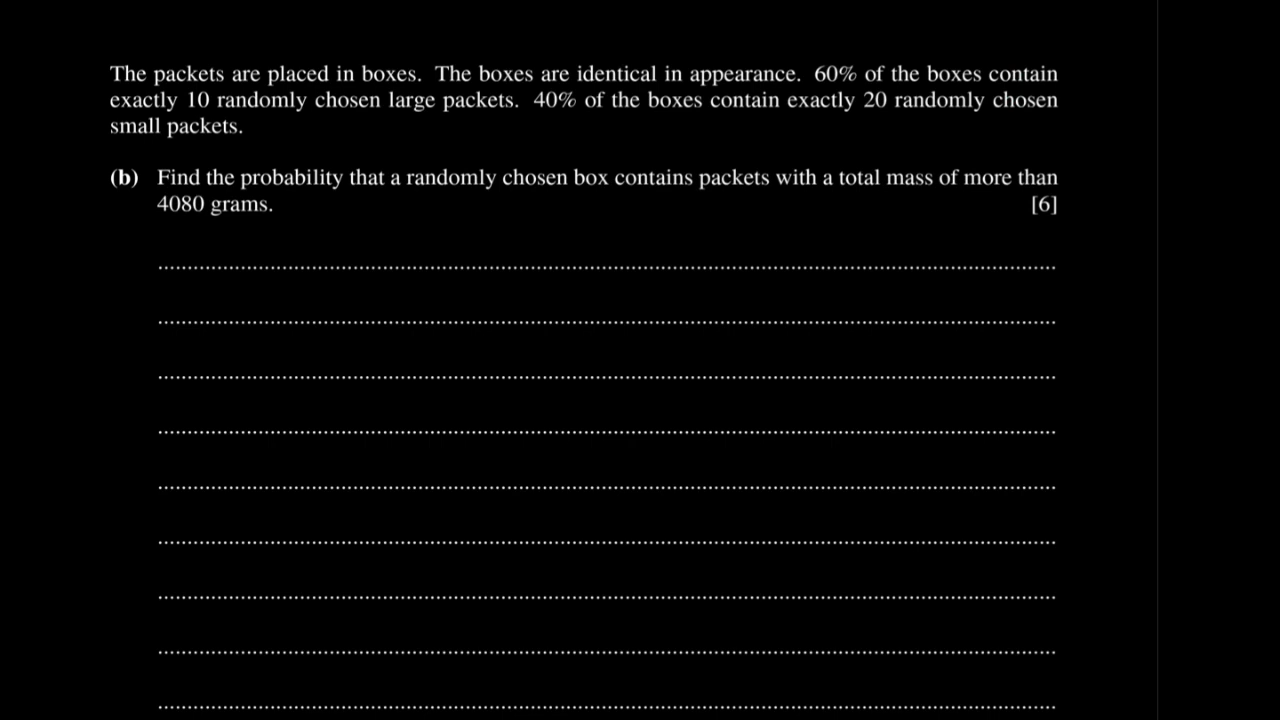 The packets are placed in boxes. The boxes are identical in appearance. 60% of the boxes contain
exactly 10 randomly chosen large packets. 40% of the boxes contain exactly 20 randomly chosen
small packets.
(b) Find the probability that a randomly chosen box contains packets with a total mass of more than
4080 grams. [6]